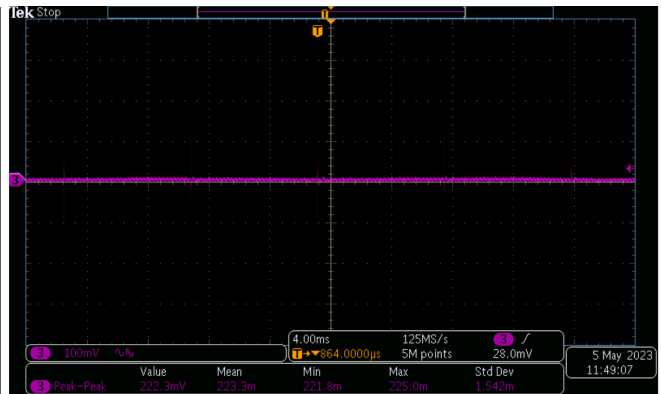 Tek Stop
T
T
3
4.00ms 125MS/s 3 /
3 100mV T→▼864.0000µs 5M points 28.0mV
5 May 2023
11:49:07
Value Mean Min Max Std Dev
3 Peak-Peak 222.3mV 223.3m 221.8m 225.0m 1.542m